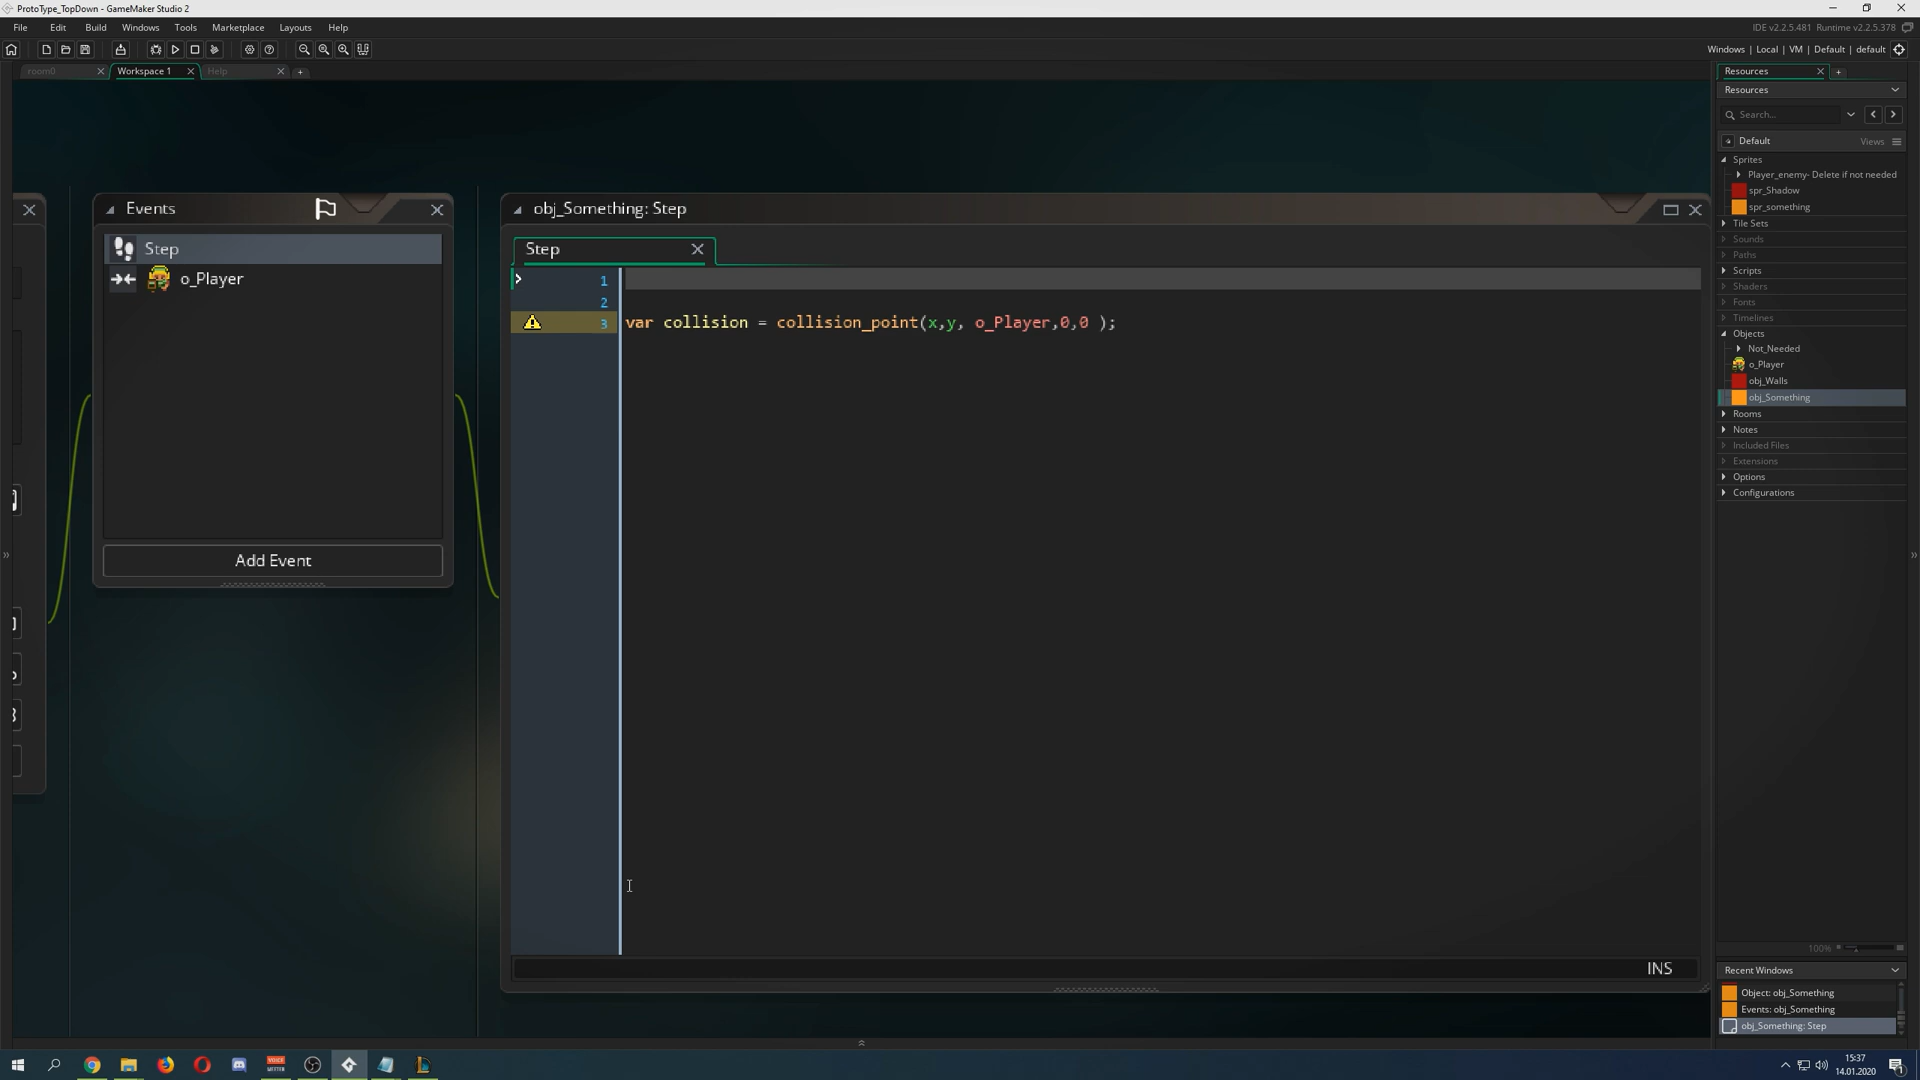 ProtoType_TopDown - GameMaker Studio 2
File Edit Build Windows Tools Marketplace Layouts Help
IDE v2.2.5.481 Runtime v2.2.5.378
Windows | Local | VM | Default | default
room0
Workspace 1
Help
Resources
Resources
Search...
Default
Views
Sprites
Player_enemy- Delete if not needed
spr_Shadow
spr_something
Tile Sets
Sounds
Paths
Scripts
Shaders
Fonts
Timelines
Objects
Not_Needed
o_Player
obj_Walls
obj_Something
Rooms
Notes
Included Files
Extensions
Options
Configurations
100%
Recent Windows
Object: obj_Something
Events: obj_Something
obj_Something: Step
Events
Step
o_Player
Add Event
obj_Something: Step
Step
1
2
3 var collision = collision_point(x,y, o_Player,0,0 );
INS
15:37
14.01.2020